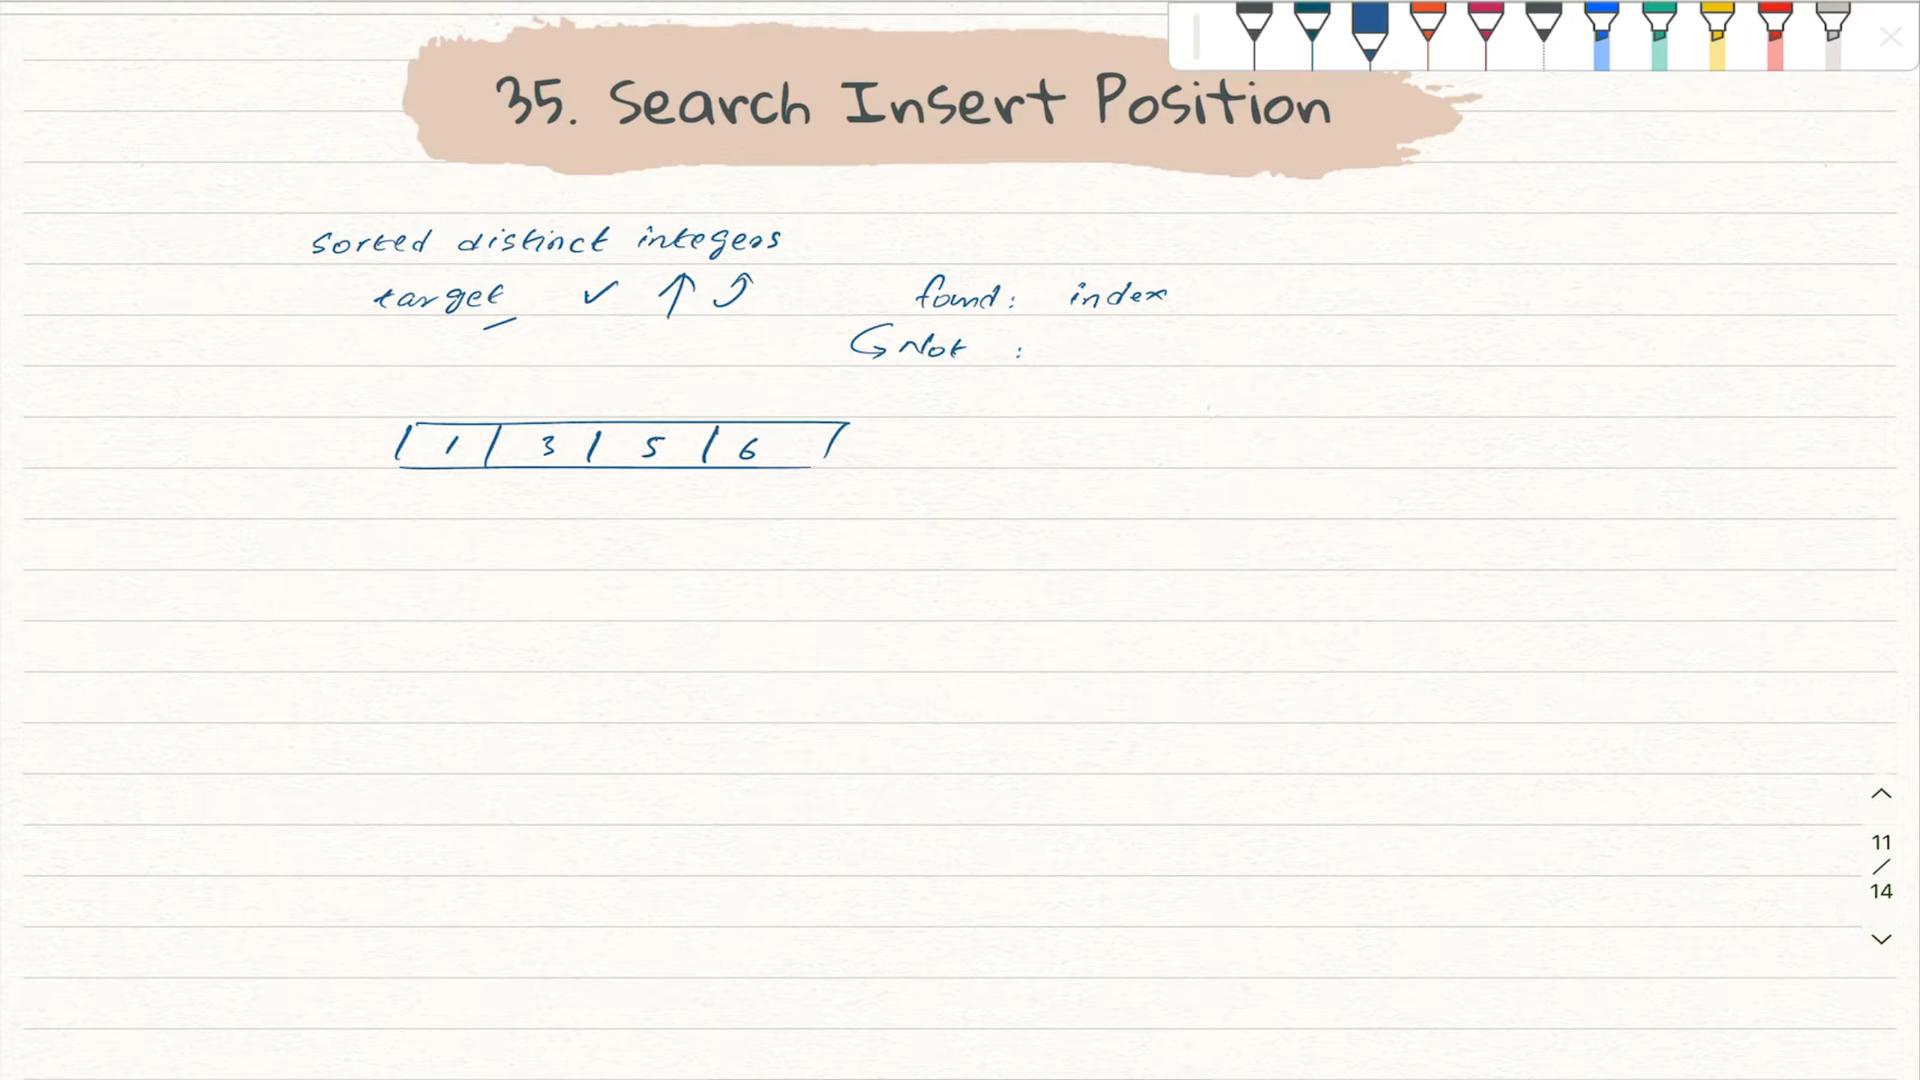 35. Search Insert Position
sorted distinct integers
target ✓ ↑ found: index
Not :
1 3 5 6
11
/
14